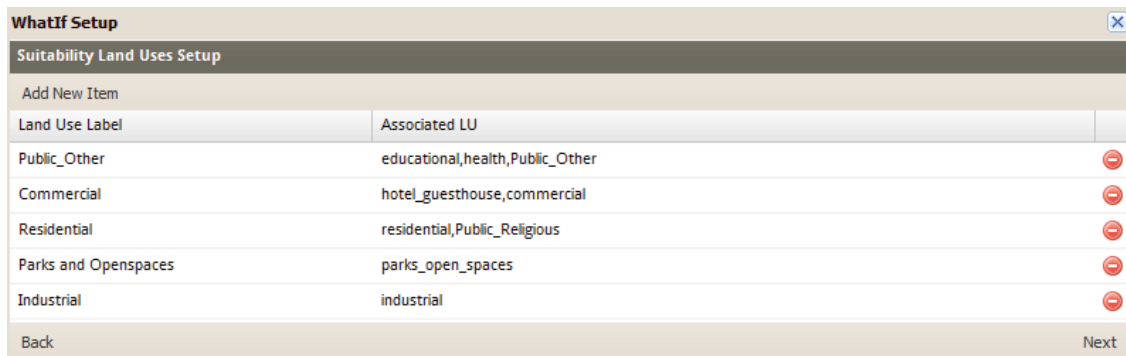 WhatIf Setup
Suitability Land Uses Setup
Add New Item
Land Use Label Associated LU
Public_Other educational,health,Public_Other
Commercial hotel_guesthouse,commercial
Residential residential,Public_Religious
Parks and Openspaces parks_open_spaces
Industrial industrial
Back Next